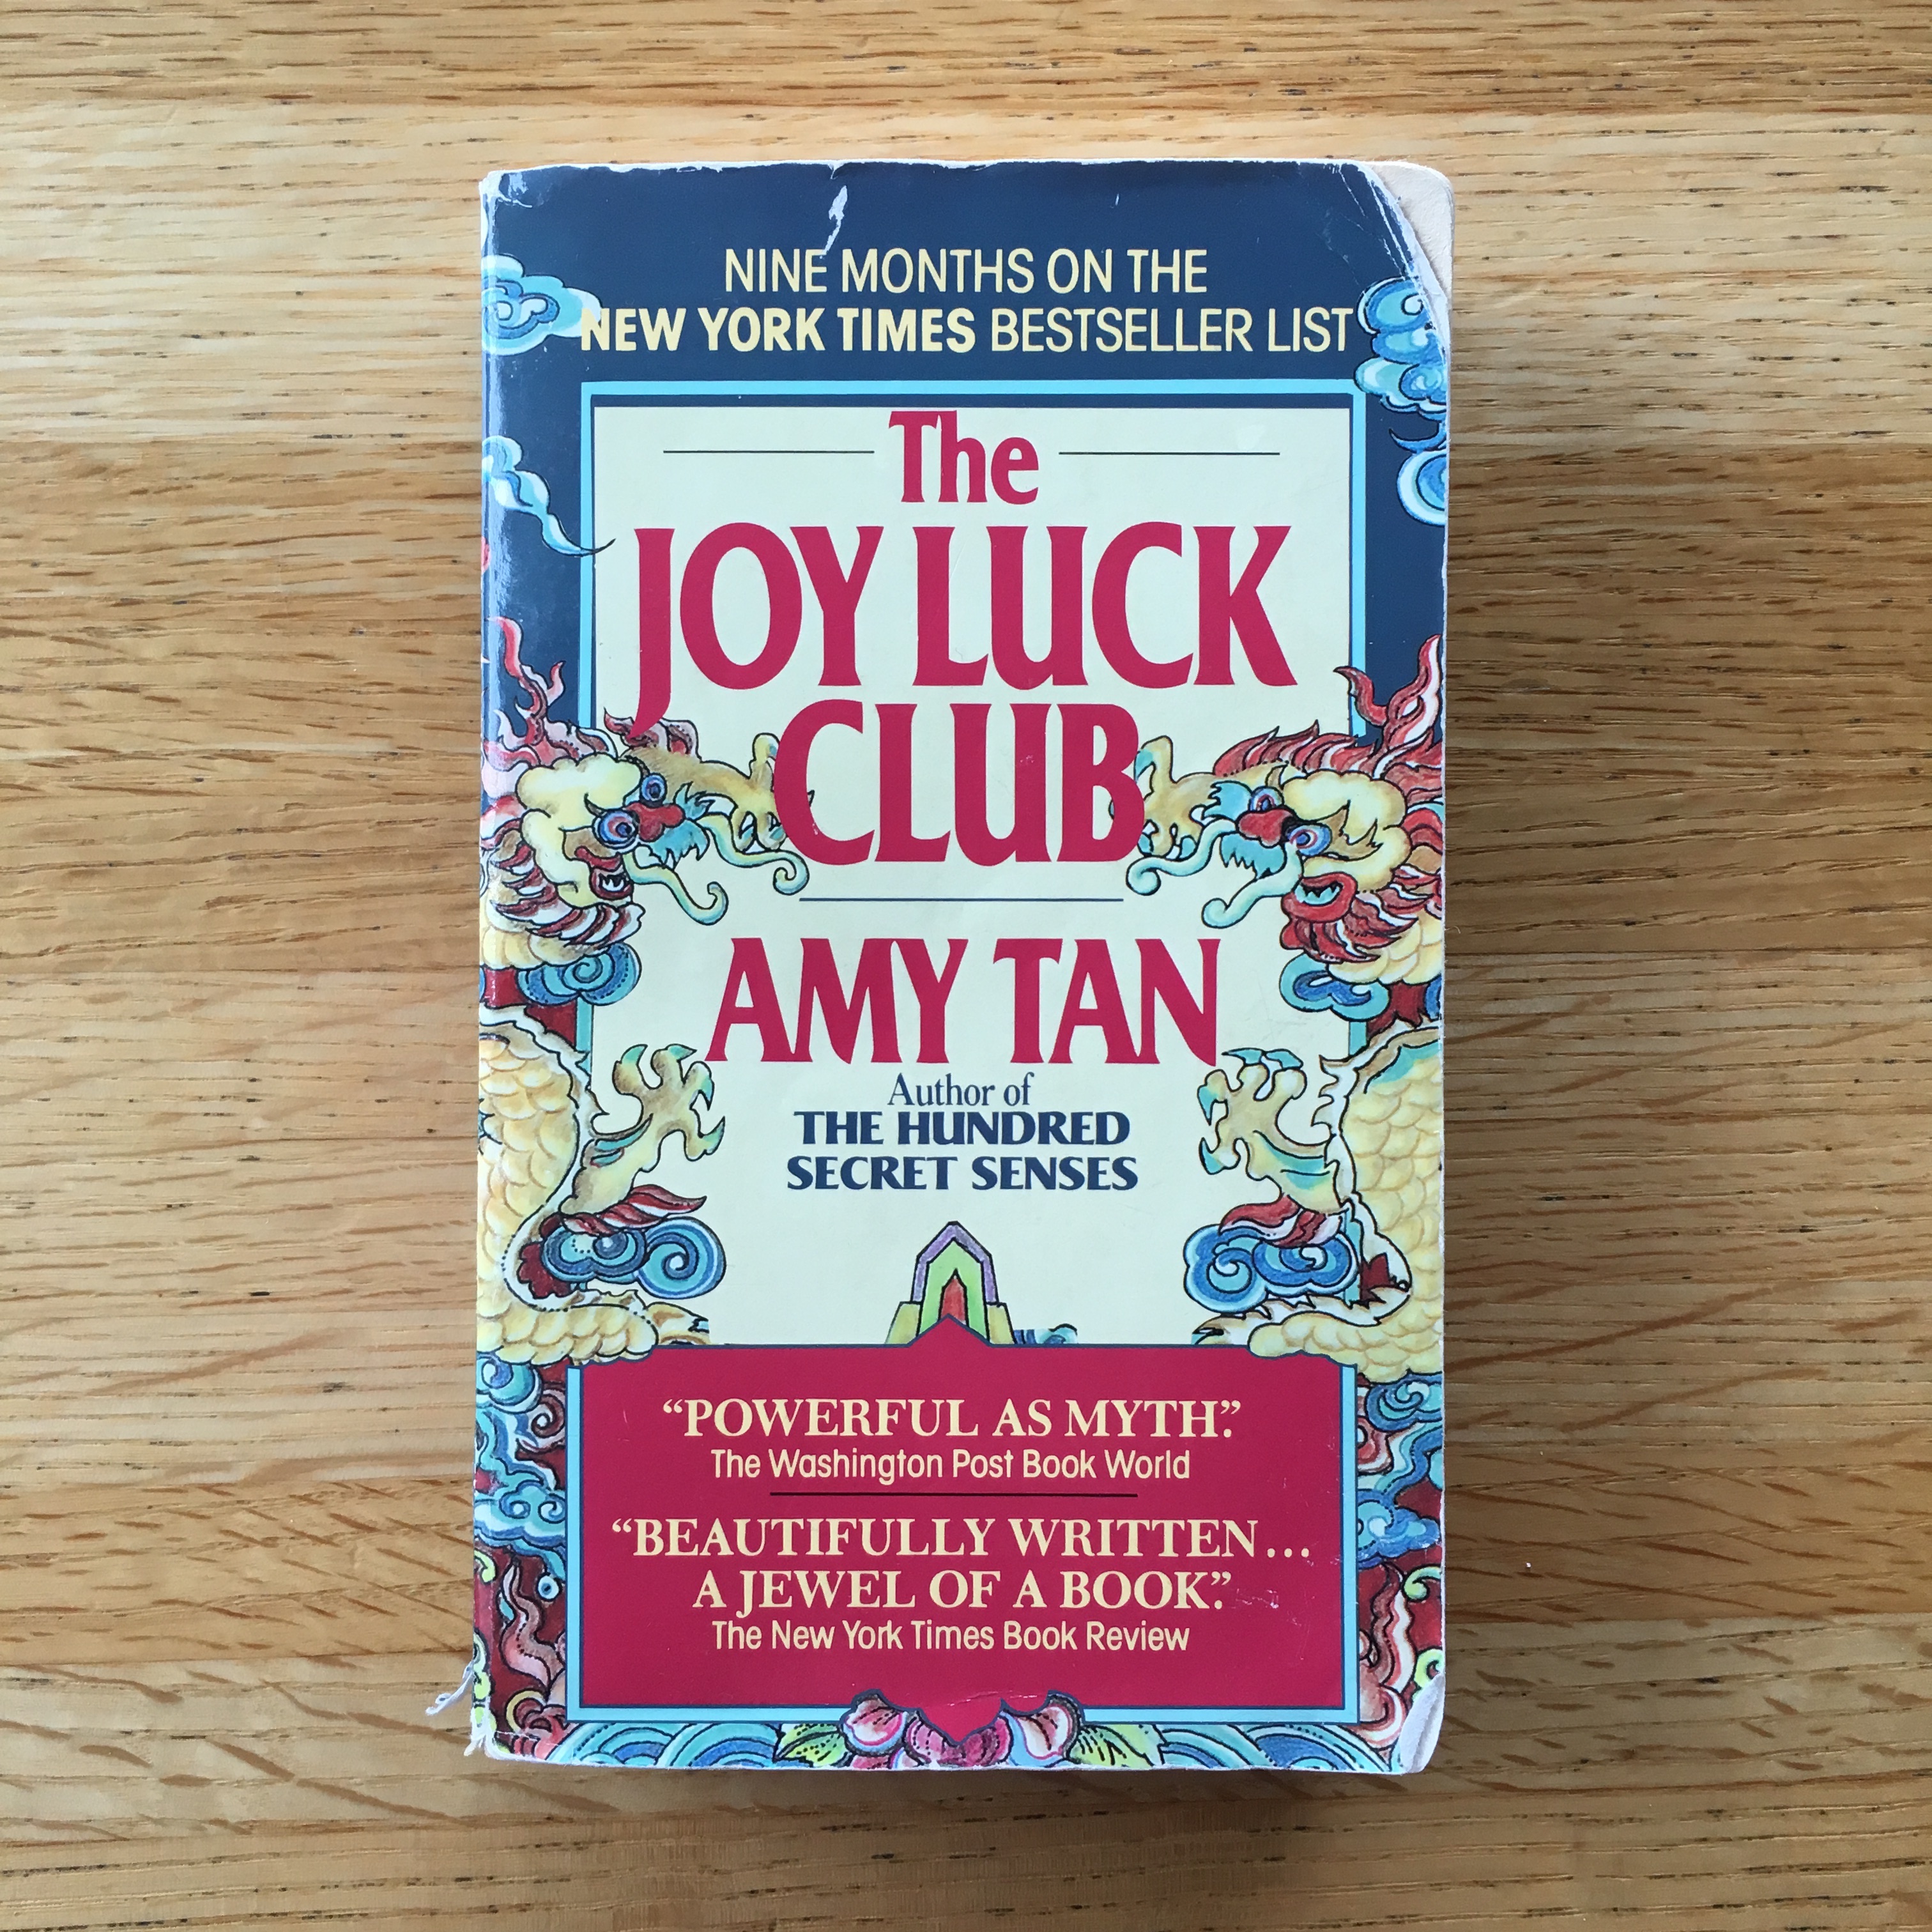 NINE MONTHS ON THE
NEW YORK TIMES BESTSELLER LIST
The
JOY LUCK
CLUB
AMY TAN
Author of
THE HUNDRED
SECRET SENSES
“POWERFUL AS MYTH.”
The Washington Post Book World
“BEAUTIFULLY WRITTEN...
A JEWEL OF A BOOK.”
The New York Times Book Review